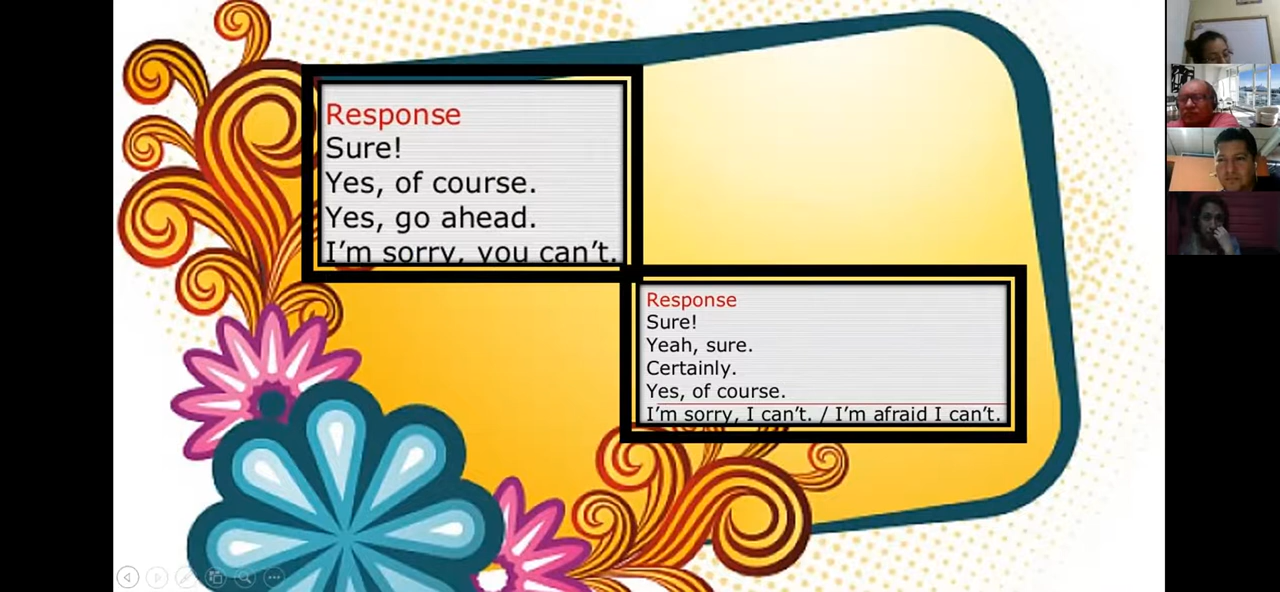 Response
Sure!
Yes, of course.
Yes, go ahead.
I'm sorry, you can't.
Response
Sure!
Yeah, sure.
Certainly.
Yes, of course.
I'm sorry, I can't. / I'm afraid I can't.